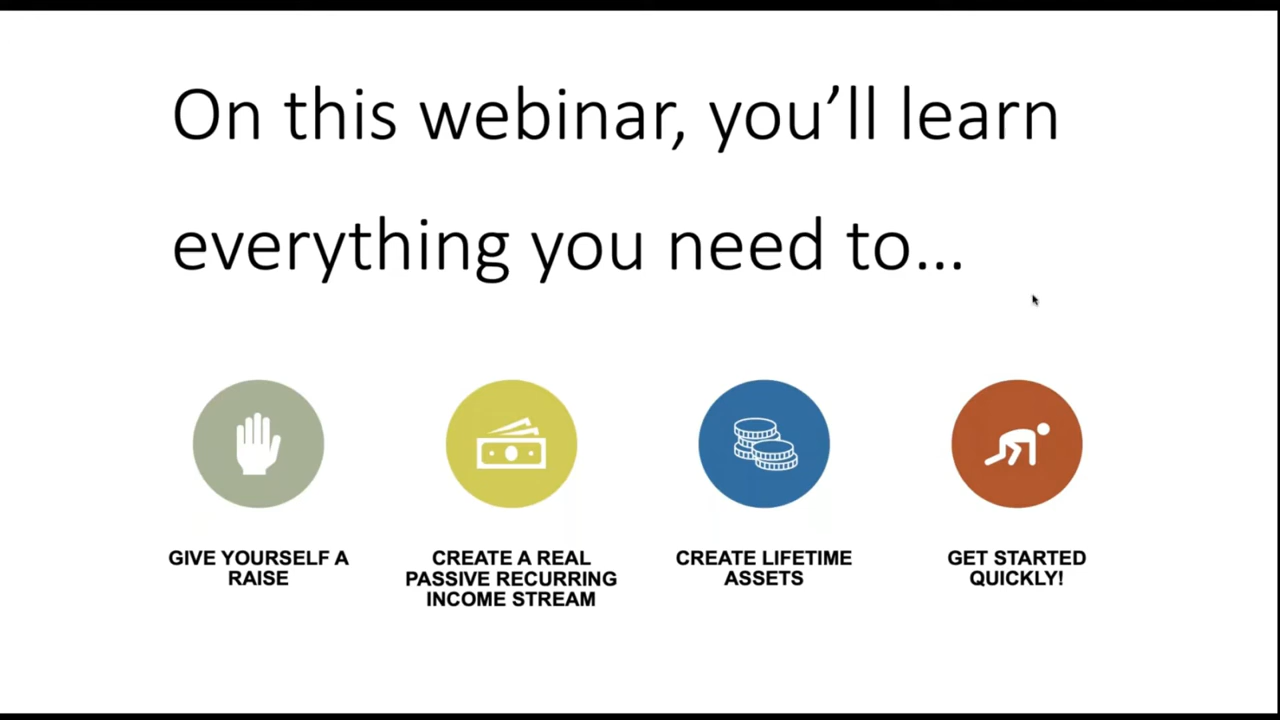 On this webinar, you’ll learn
everything you need to...
GIVE YOURSELF A
RAISE
CREATE A REAL
PASSIVE RECURRING
INCOME STREAM
CREATE LIFETIME
ASSETS
GET STARTED
QUICKLY!